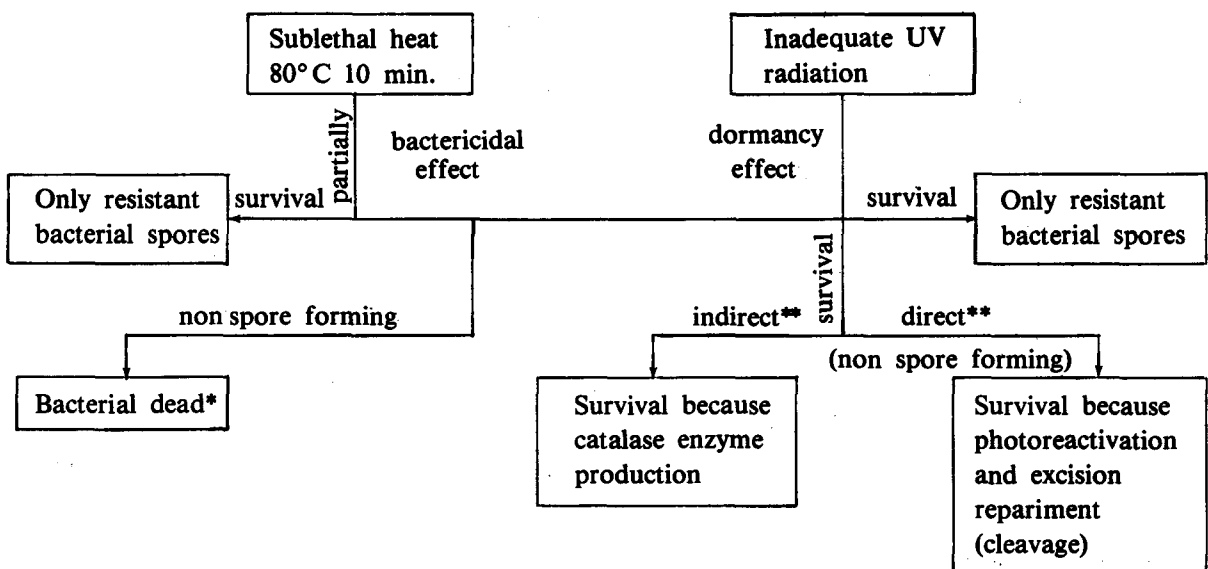 Sublethal heat
80°C 10 min.
Inadequate UV
radiation
partially
bactericidal
effect
dormancy
effect
Only resistant
bacterial spores
survival
survival
Only resistant
bacterial spores
survival
non spore forming
indirect**
direct**
(non spore forming)
Bacterial dead*
Survival because
catalase enzyme
production
Survival because
photoreactivation
and excision
repariment
(cleavage)